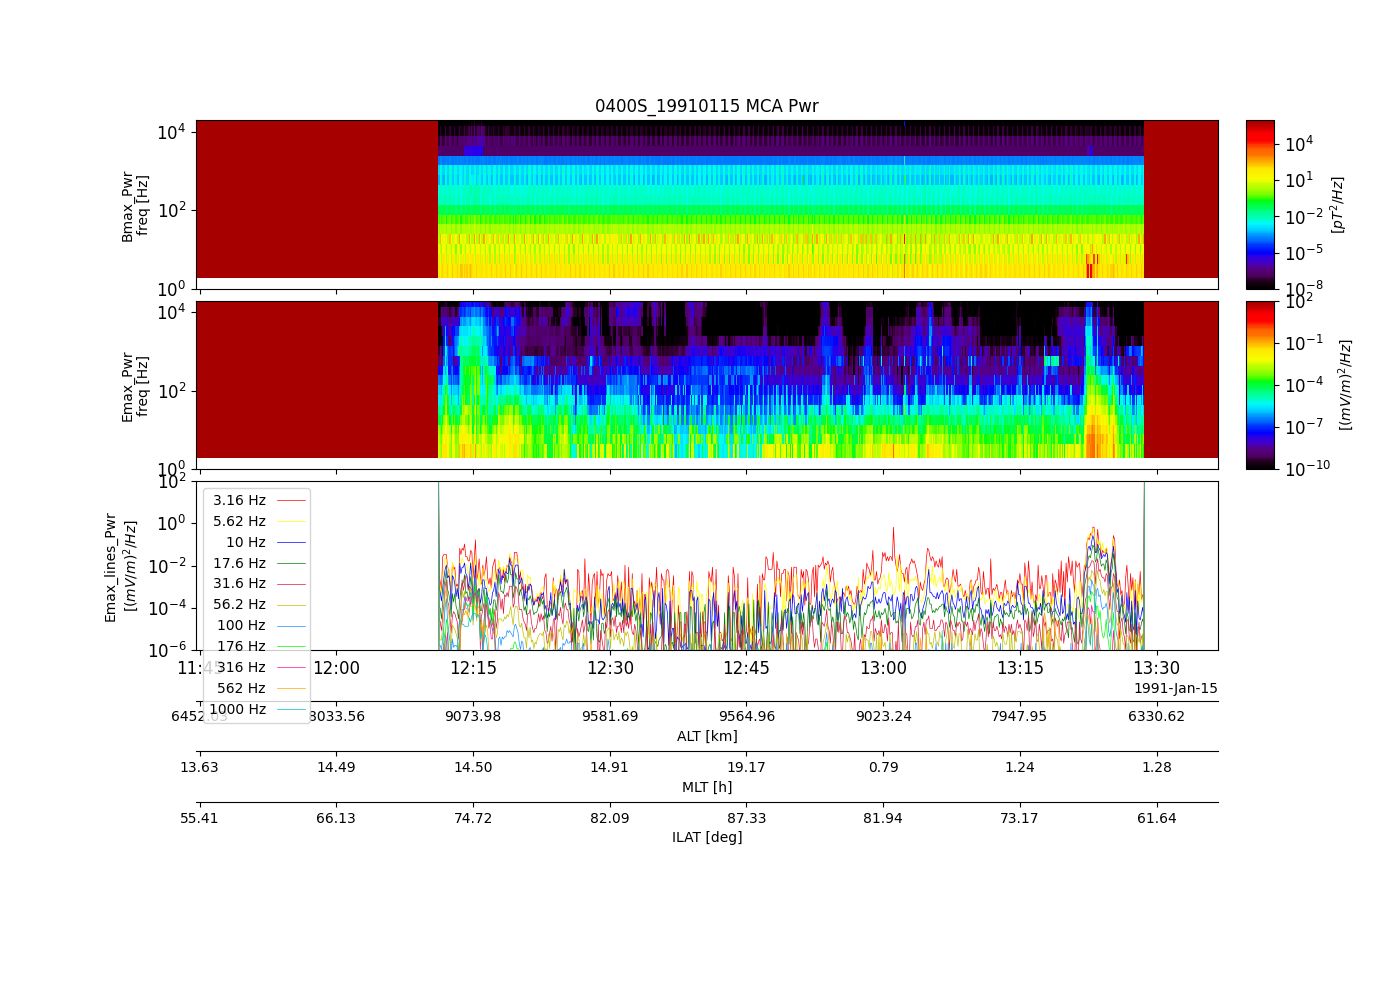 0400S_19910115 MCA Pwr
Bmax_Pwr
freq [Hz]
10^4
10^2
10^0
10^4
10^1
10^-2
10^-5
10^-8
[pT^2/Hz]
Emax_Pwr
freq [Hz]
10^4
10^2
10^0
10^2
10^-1
10^-4
10^-7
10^-10
[(mV/m)^2/Hz]
Emax_lines_Pwr
[(mV/m)^2/Hz]
10^2
10^0
10^-2
10^-4
10^-6
3.16 Hz
5.62 Hz
10 Hz
17.6 Hz
31.6 Hz
56.2 Hz
100 Hz
176 Hz
316 Hz
562 Hz
1000 Hz
11:45 12:00 12:15 12:30 12:45 13:00 13:15 13:30
1991-Jan-15
6452.03 8033.56 9073.98 9581.69 9564.96 9023.24 7947.95 6330.62
ALT [km]
13.63 14.49 14.50 14.91 19.17 0.79 1.24 1.28
MLT [h]
55.41 66.13 74.72 82.09 87.33 81.94 73.17 61.64
ILAT [deg]